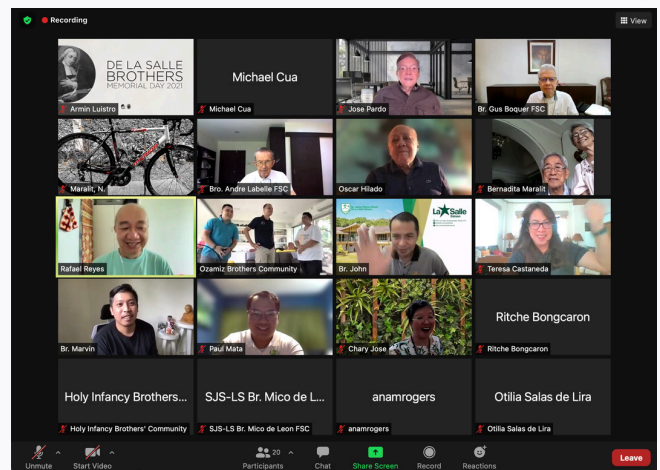 Recording
View
DE LA SALLE
BROTHERS
MEMORIAL DAY 2021
Armin Luistro
Michael Cua
Michael Cua
Jose Pardo
Br. Gus Boquer FSC
Maralit, N.
Bro. Andre Labelle FSC
Oscar Hilado
Bernadita Maralit
Rafael Reyes
Ozamiz Brothers Community
La Salle
Br. John
Teresa Castaneda
Br. Marvin
Paul Mata
Chary Jose
Ritche Bongcaron
Ritche Bongcaron
Holy Infancy Brothers...
Holy Infancy Brothers' Community
SJS-LS Br. Mico de L...
SJS-LS Br. Mico de Leon FSC
anamrogers
anamrogers
Otilia Salas de Lira
Otilia Salas de Lira
Unmute
Start Video
20
Participants
Chat
Share Screen
Record
Reactions
Leave